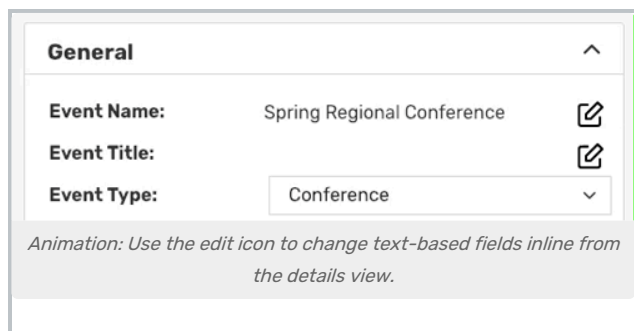 General
Event Name: Spring Regional Conference
Event Title:
Event Type: Conference
Animation: Use the edit icon to change text-based fields inline from
the details view.